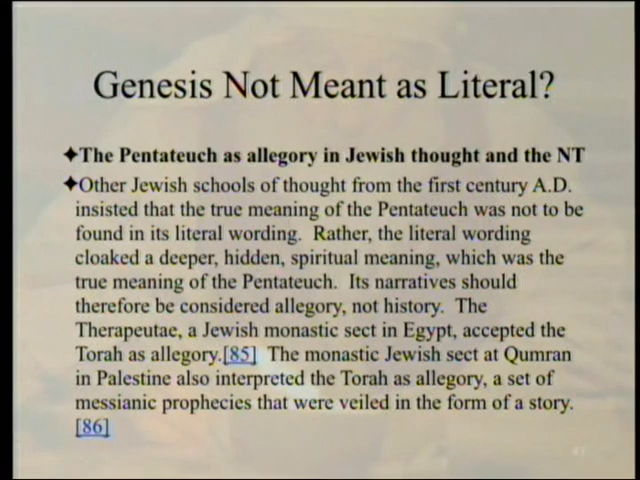 Genesis Not Meant as Literal?
✦The Pentateuch as allegory in Jewish thought and the NT
✦Other Jewish schools of thought from the first century A.D.
insisted that the true meaning of the Pentateuch was not to be
found in its literal wording. Rather, the literal wording
cloaked a deeper, hidden, spiritual meaning, which was the
true meaning of the Pentateuch. Its narratives should
therefore be considered allegory, not history. The
Therapeutae, a Jewish monastic sect in Egypt, accepted the
Torah as allegory.[85] The monastic Jewish sect at Qumran
in Palestine also interpreted the Torah as allegory, a set of
messianic prophecies that were veiled in the form of a story.
[86]